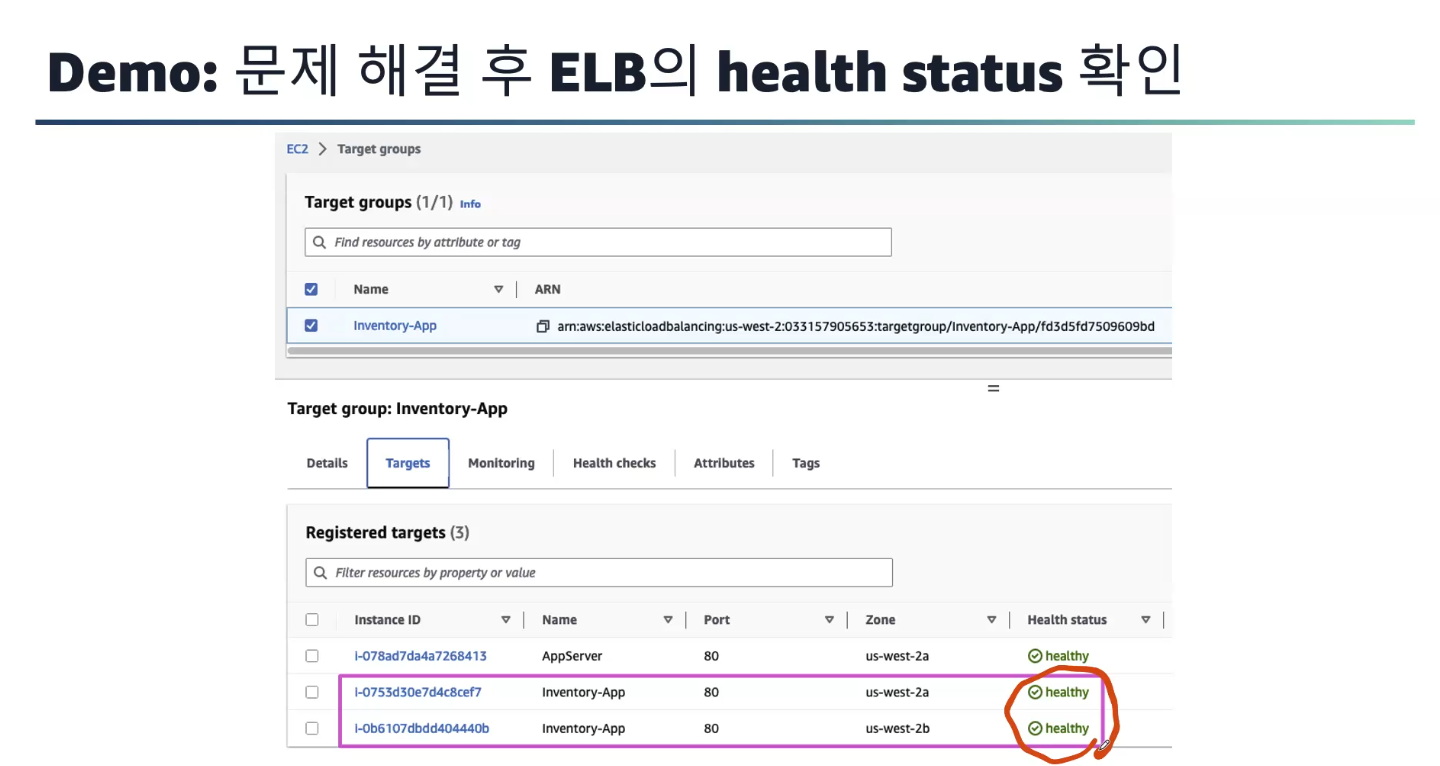 Demo: 문제 해결 후 ELB의 health status 확인
EC2 > Target groups
Target groups (1/1) Info
Find resources by attribute or tag
Name ARN
Inventory-App arn:aws:elasticloadbalancing:us-west-2:033157905653:targetgroup/Inventory-App/fd3d5fd7509609bd
Target group: Inventory-App
Details Targets Monitoring Health checks Attributes Tags
Registered targets (3)
Filter resources by property or value
Instance ID Name Port Zone Health status
i-078ad7da4a7268413 AppServer 80 us-west-2a healthy
i-0753d30e7d4c8cef7 Inventory-App 80 us-west-2a healthy
i-0b6107dbdd404440b Inventory-App 80 us-west-2b healthy